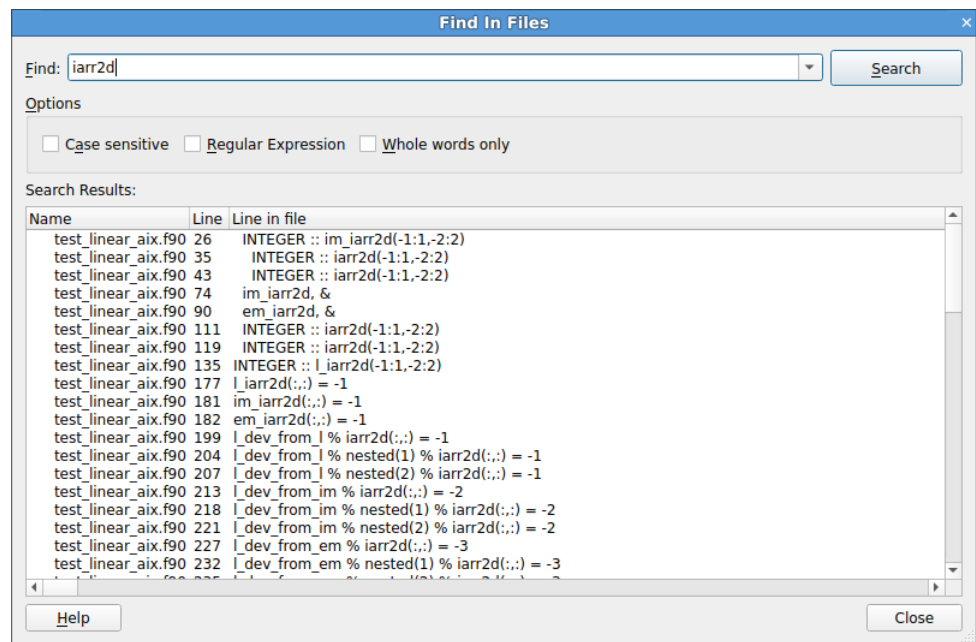 Find In Files
Find: iarr2d Search
Options
Case sensitive Regular Expression Whole words only
Search Results:
Name Line Line in file
test_linear_aix.f90 26 INTEGER :: im_iarr2d(-1:1,-2:2)
test_linear_aix.f90 35 INTEGER :: iarr2d(-1:1,-2:2)
test_linear_aix.f90 43 INTEGER :: iarr2d(-1:1,-2:2)
test_linear_aix.f90 74 im_iarr2d, &
test_linear_aix.f90 90 em_iarr2d, &
test_linear_aix.f90 111 INTEGER :: iarr2d(-1:1,-2:2)
test_linear_aix.f90 119 INTEGER :: iarr2d(-1:1,-2:2)
test_linear_aix.f90 135 INTEGER :: l_iarr2d(-1:1,-2:2)
test_linear_aix.f90 177 l_iarr2d(:,:) = -1
test_linear_aix.f90 181 im_iarr2d(:,:) = -1
test_linear_aix.f90 182 em_iarr2d(:,:) = -1
test_linear_aix.f90 199 l_dev_from_l % iarr2d(:,:) = -1
test_linear_aix.f90 204 l_dev_from_l % nested(1) % iarr2d(:,:) = -1
test_linear_aix.f90 207 l_dev_from_l % nested(2) % iarr2d(:,:) = -1
test_linear_aix.f90 213 l_dev_from_im % iarr2d(:,:) = -2
test_linear_aix.f90 218 l_dev_from_im % nested(1) % iarr2d(:,:) = -2
test_linear_aix.f90 221 l_dev_from_im % nested(2) % iarr2d(:,:) = -2
test_linear_aix.f90 227 l_dev_from_em % iarr2d(:,:) = -3
test_linear_aix.f90 232 l_dev_from_em % nested(1) % iarr2d(:,:) = -3
Help Close